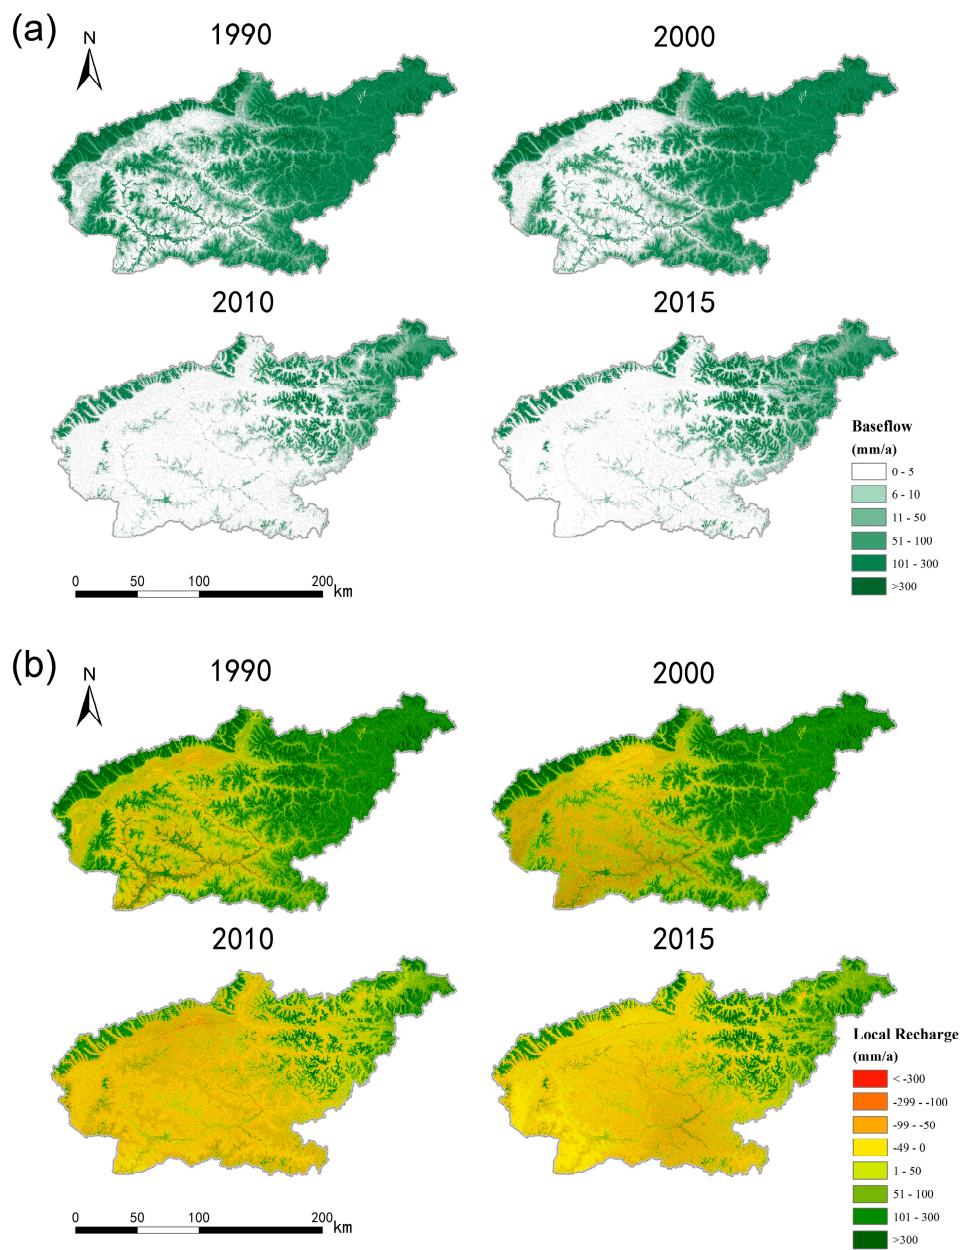 (a)
N
1990
2000
2010
2015
Baseflow
(mm/a)
0 - 5
6 - 10
11 - 50
51 - 100
101 - 300
>300
0 50 100 200
km
(b)
N
1990
2000
2010
2015
Local Recharge
(mm/a)
< -300
-299 - -100
-99 - -50
-49 - 0
1 - 50
51 - 100
101 - 300
>300
0 50 100 200
km